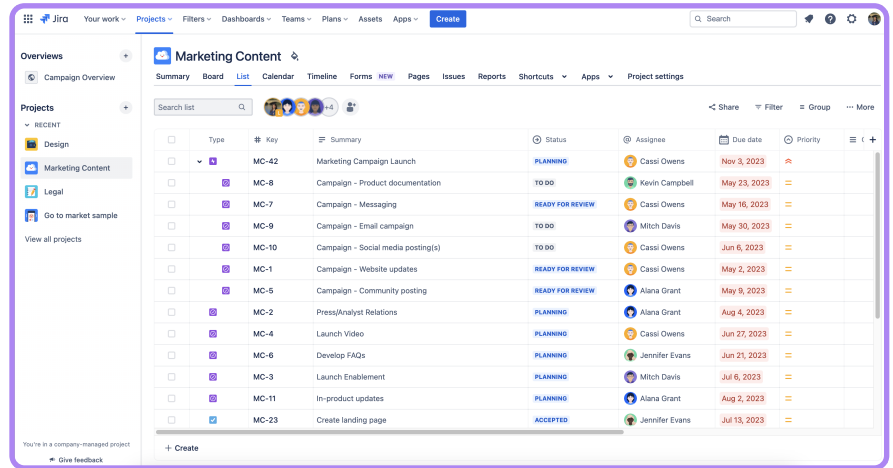 Jira Your work Projects Filters Dashboards Teams Plans Assets Apps Create Search
Overviews
Campaign Overview
Projects
RECENT
Design
Marketing Content
Legal
Go to market sample
View all projects
You're in a company-managed project
Give feedback
Marketing Content
Summary Board List Calendar Timeline Forms NEW Pages Issues Reports Shortcuts Apps Project settings
Search list +4 Share Filter Group More
Type Key Summary Status Assignee Due date Priority
MC-42 Marketing Campaign Launch PLANNING Cassi Owens Nov 3, 2023
MC-8 Campaign - Product documentation TO DO Kevin Campbell May 23, 2023
MC-7 Campaign - Messaging READY FOR REVIEW Cassi Owens May 16, 2023
MC-9 Campaign - Email campaign TO DO Mitch Davis May 30, 2023
MC-10 Campaign - Social media posting(s) TO DO Cassi Owens Jun 6, 2023
MC-1 Campaign - Website updates READY FOR REVIEW Cassi Owens May 2, 2023
MC-5 Campaign - Community posting READY FOR REVIEW Alana Grant May 9, 2023
MC-2 Press/Analyst Relations PLANNING Alana Grant Aug 4, 2023
MC-4 Launch Video PLANNING Cassi Owens Jun 27, 2023
MC-6 Develop FAQs PLANNING Jennifer Evans Jun 21, 2023
MC-3 Launch Enablement PLANNING Mitch Davis Jul 6, 2023
MC-11 In-product updates PLANNING Alana Grant Aug 2, 2023
MC-23 Create landing page ACCEPTED Jennifer Evans Jul 13, 2023
+ Create